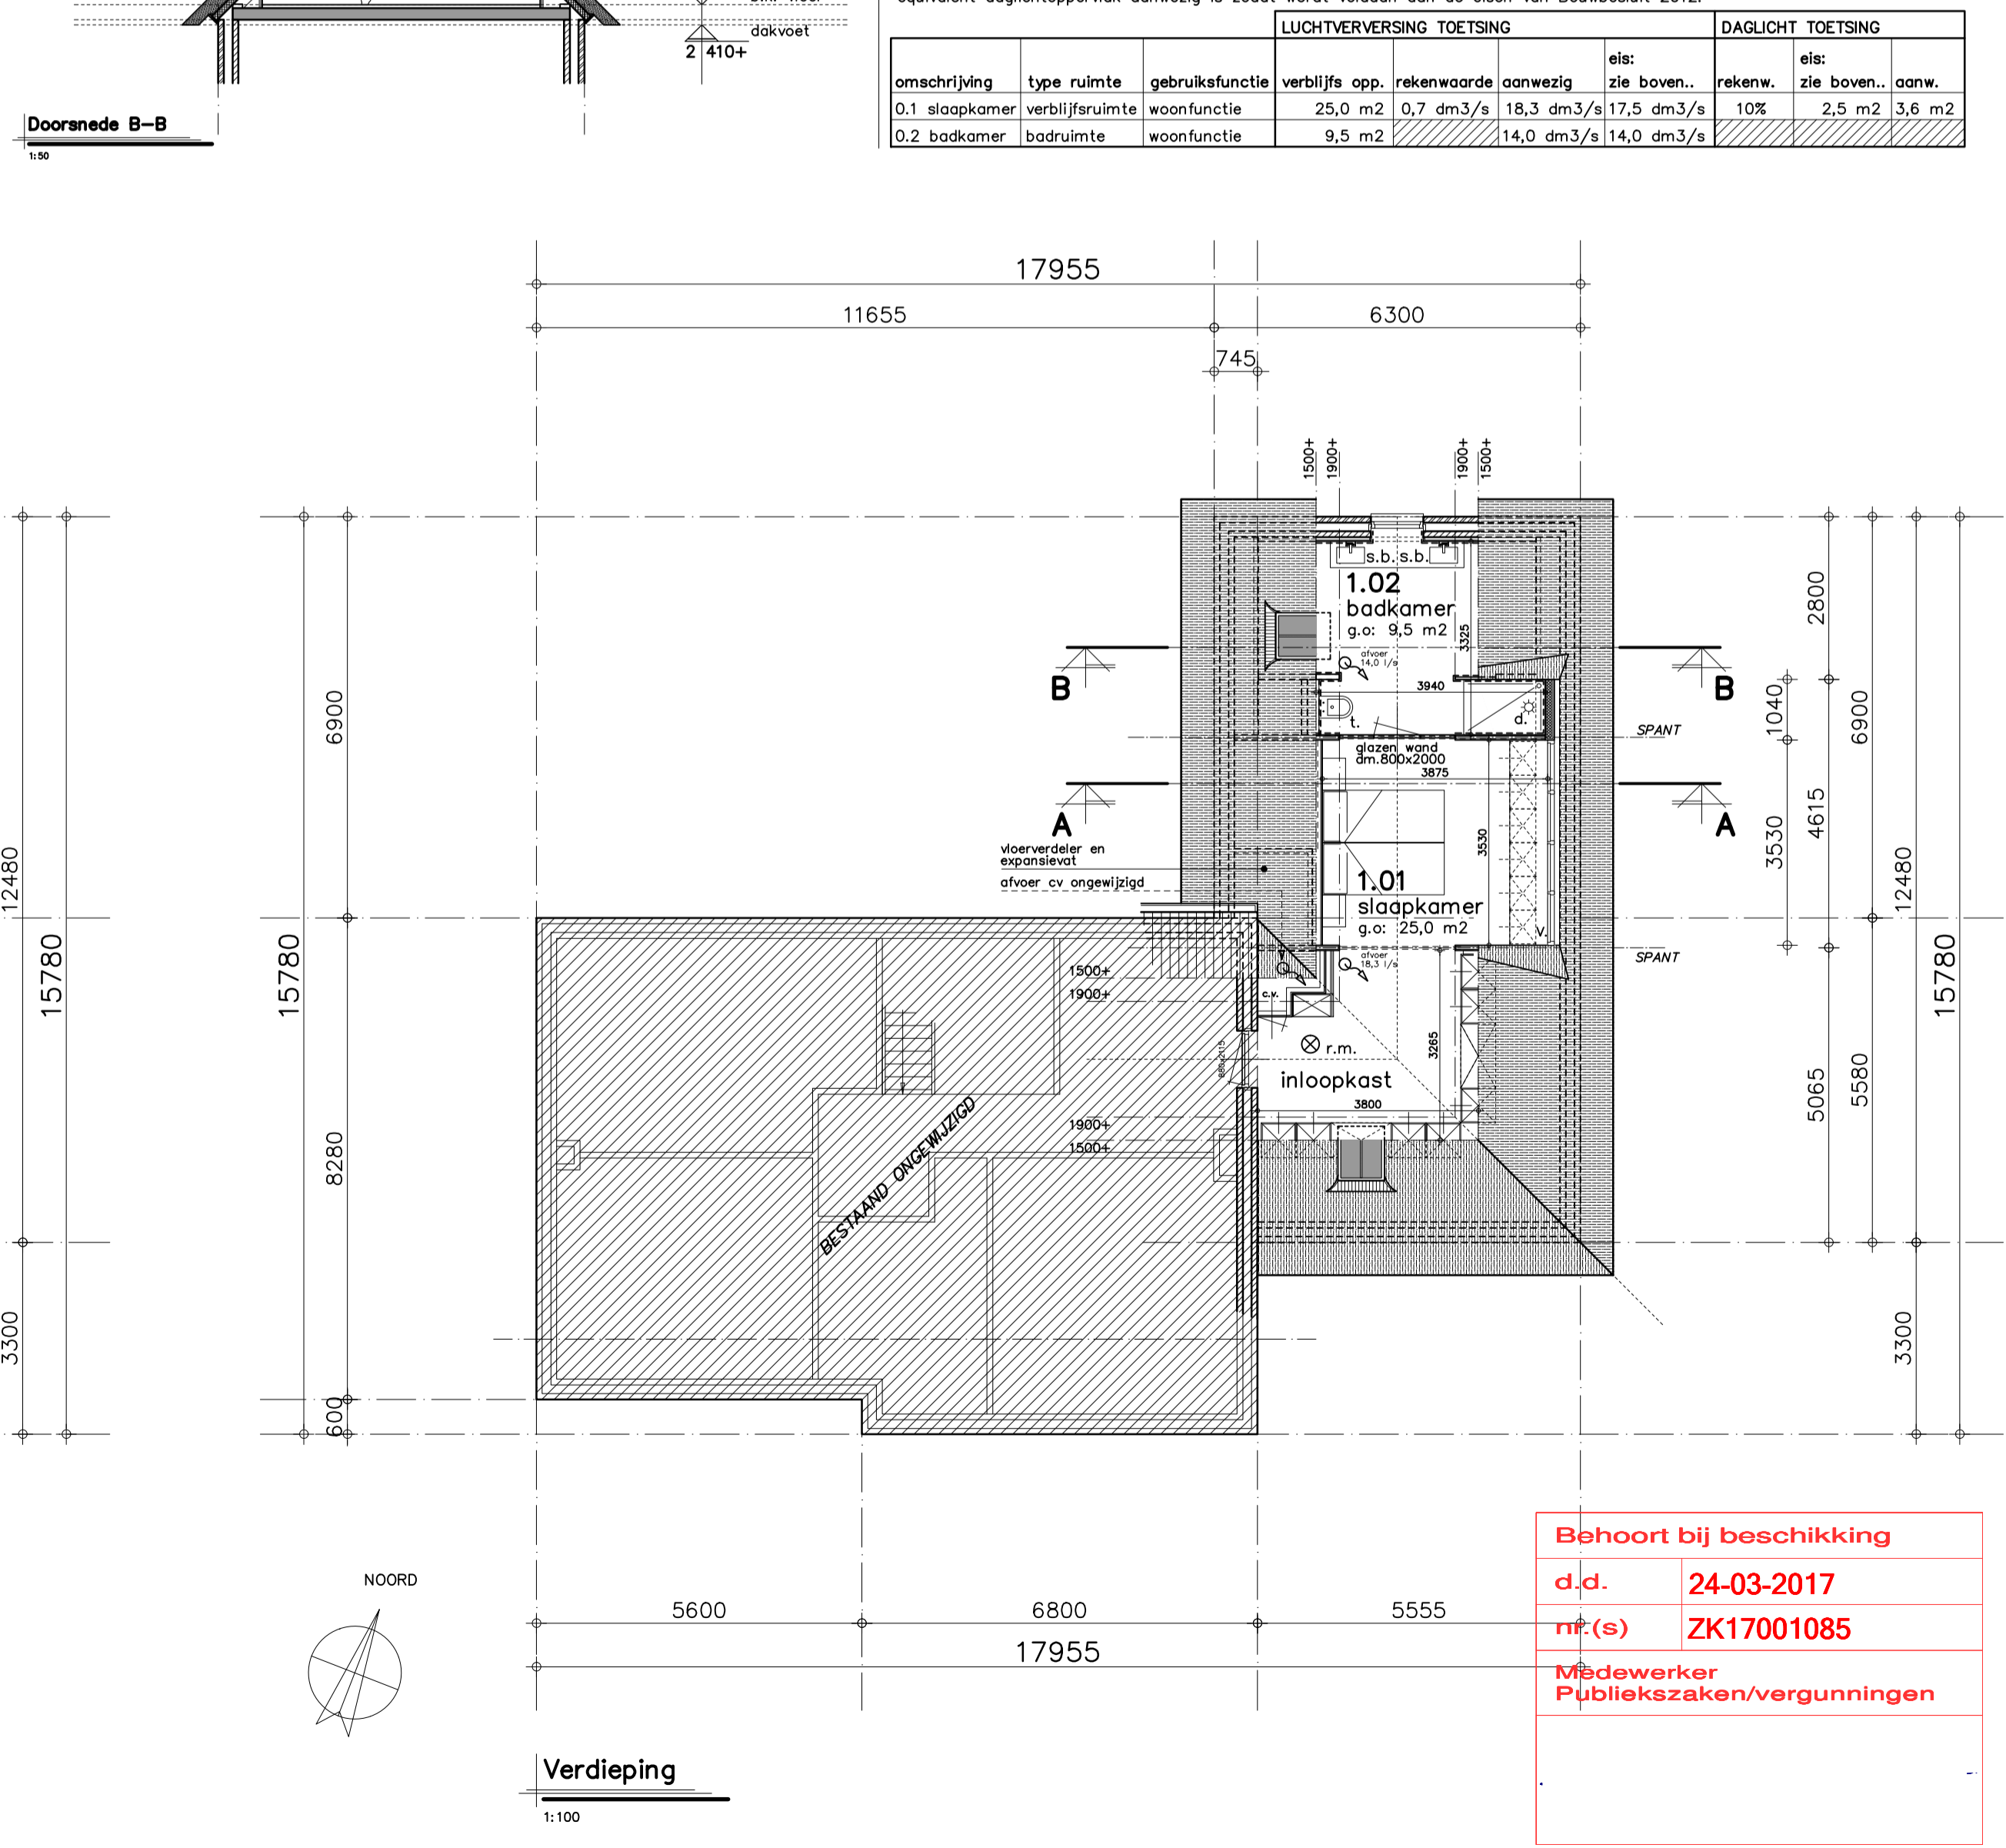 dakvoet
2 410+
Doorsnede B-B
1:50
LUCHTVERVERSING TOETSING DAGLICHT TOETSING
omschrijving type ruimte gebruiksfunctie verblijfs opp. rekenwaarde aanwezig eis: zie boven.. rekenw. eis: zie boven.. aanw.
0.1 slaapkamer verblijfsruimte woonfunctie 25,0 m2 0,7 dm3/s 18,3 dm3/s 17,5 dm3/s 10% 2,5 m2 3,6 m2
0.2 badkamer badruimte woonfunctie 9,5 m2 14,0 dm3/s 14,0 dm3/s
17955
11655 6300
745
1500+ 1900+ 1900+ 1500+
s.b. s.b.
1.02
badkamer
g.o: 9,5 m2
3325
afvoer
14,0 l/s
B B
3940
t. d.
SPANT
glazen wand
dm.800x2000
3875
A A
3530
vloerverdeler en
expansievat
afvoer cv ongewijzigd
1.01
slaapkamer
g.o: 25,0 m2
v.
SPANT
afvoer
18,3 l/s
1500+
1900+
c.v.
880x2115
r.m.
3265
inloopkast
3800
1900+
1500+
BESTAAND ONGEWIJZIGD
12480
15780
3300
15780
6900
8280
600
2800
1040
6900
3530
4615
12480
15780
5065
5580
3300
NOORD
5600 6800 5555
17955
Verdieping
1:100
Behoort bij beschikking
d.d. 24-03-2017
nr.(s) ZK17001085
Medewerker
Publiekszaken/vergunningen